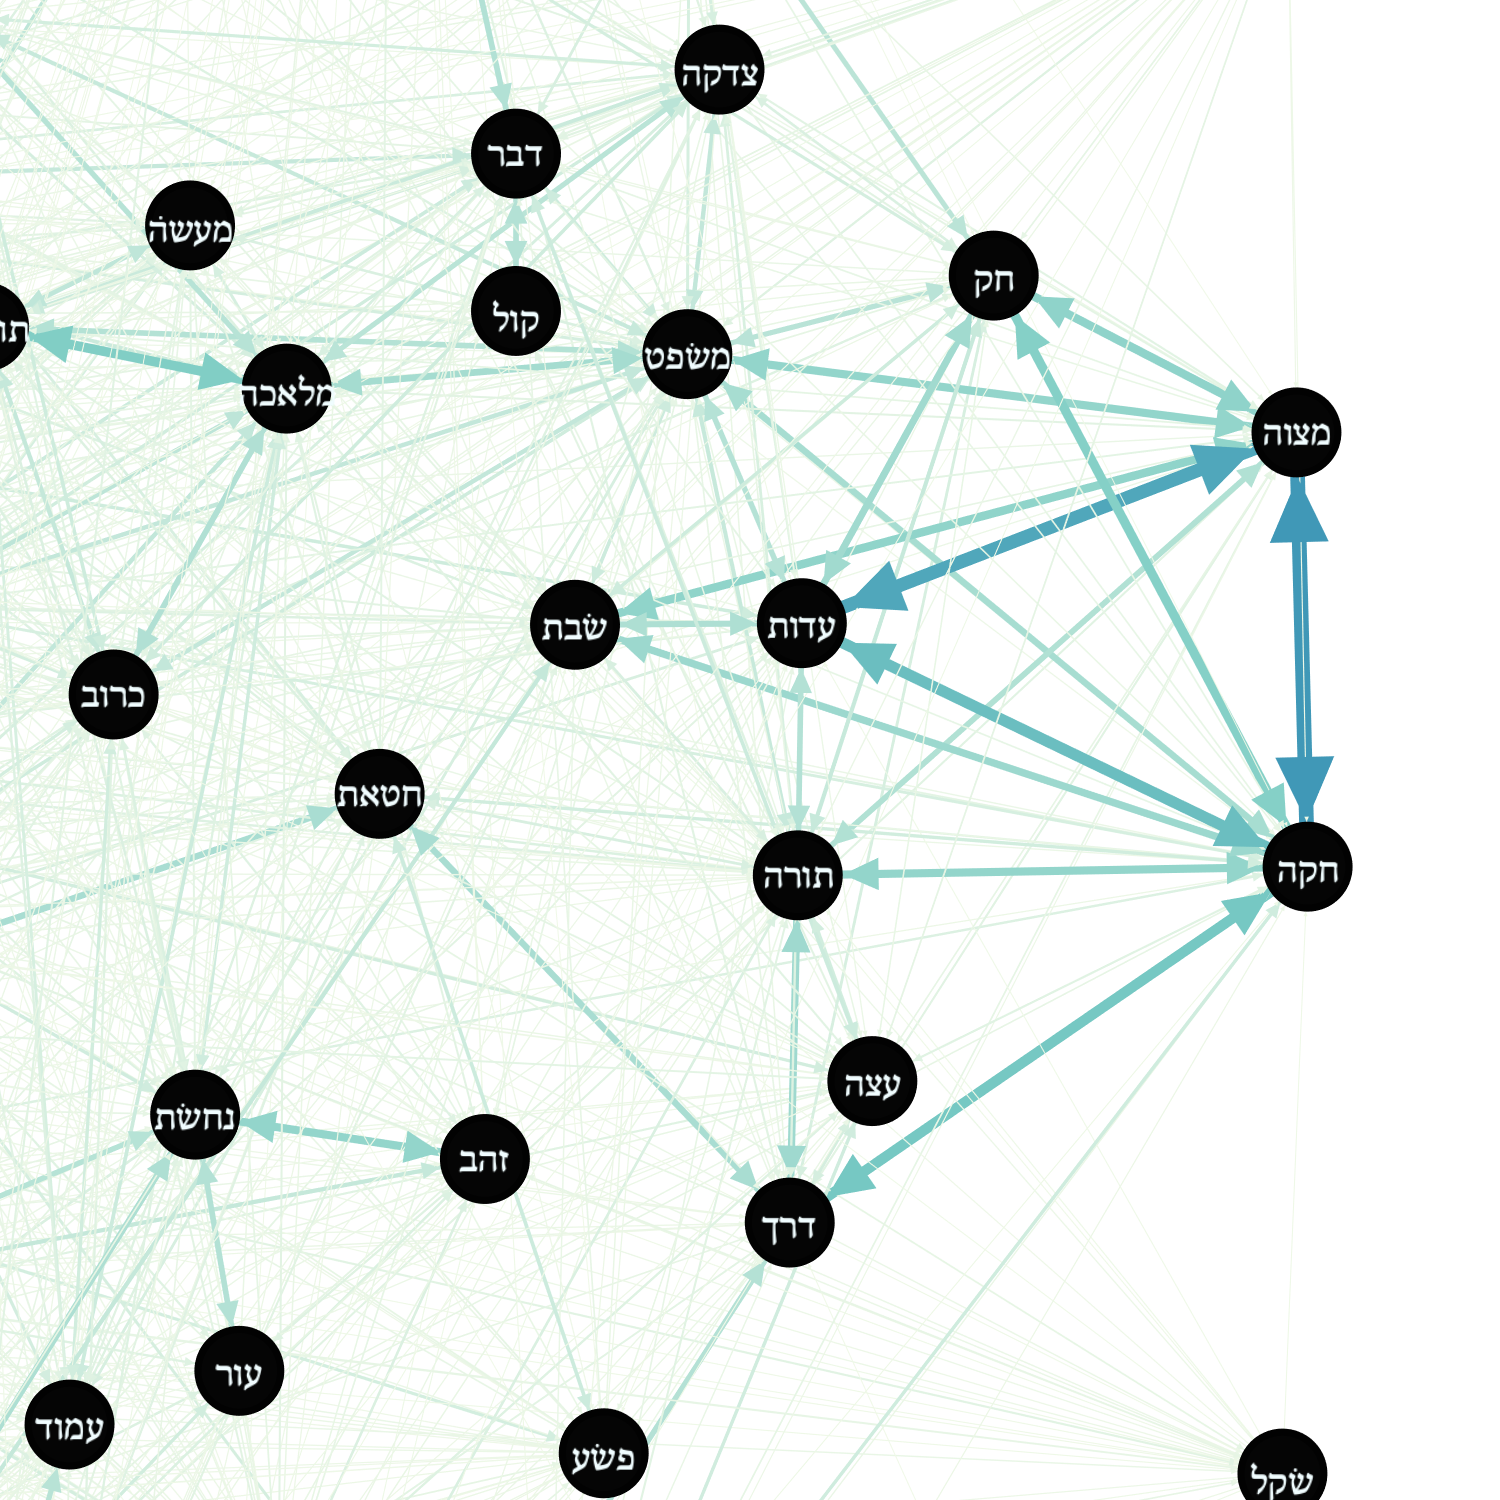 צדקה
דבר
מעשׂה
חק
קול
משׁפט
מלאכה
מצוה
שׁבת
עדות
כרוב
חטאת
חקה
תורה
עצה
נחשׁת
זהב
דרך
עור
עמוד
פשׁע
שׁקל